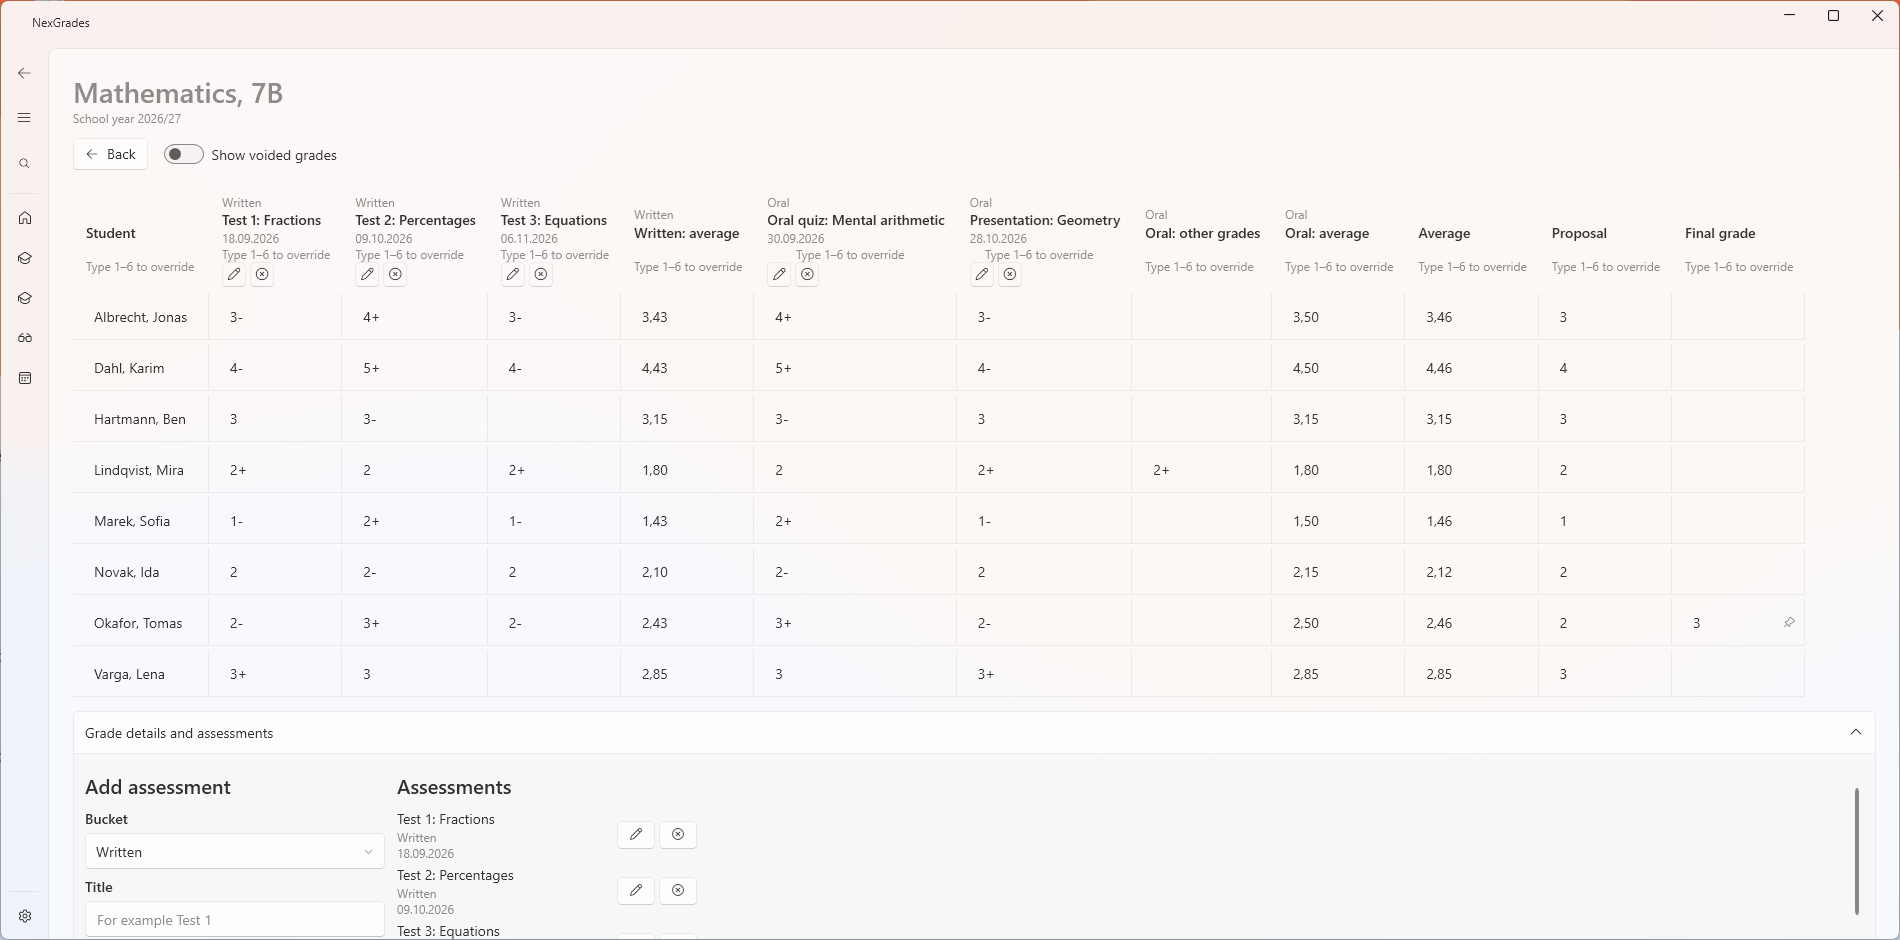 NexGrades
Mathematics, 7B
School year 2026/27
Back
Show voided grades
Student
Type 1–6 to override
Written
Test 1: Fractions
18.09.2026
Type 1–6 to override
Written
Test 2: Percentages
09.10.2026
Type 1–6 to override
Written
Test 3: Equations
06.11.2026
Type 1–6 to override
Written
Written: average
Type 1–6 to override
Oral
Oral quiz: Mental arithmetic
30.09.2026
Type 1–6 to override
Oral
Presentation: Geometry
28.10.2026
Type 1–6 to override
Oral
Oral: other grades
Type 1–6 to override
Oral
Oral: average
Type 1–6 to override
Average
Type 1–6 to override
Proposal
Type 1–6 to override
Final grade
Type 1–6 to override
Albrecht, Jonas 3- 4+ 3- 3,43 4+ 3- 3,50 3,46 3
Dahl, Karim 4- 5+ 4- 4,43 5+ 4- 4,50 4,46 4
Hartmann, Ben 3 3- 3,15 3- 3 3,15 3,15 3
Lindqvist, Mira 2+ 2 2+ 1,80 2 2+ 2+ 1,80 1,80 2
Marek, Sofia 1- 2+ 1- 1,43 2+ 1- 1,50 1,46 1
Novak, Ida 2 2- 2 2,10 2- 2 2,15 2,12 2
Okafor, Tomas 2- 3+ 2- 2,43 3+ 2- 2,50 2,46 2 3
Varga, Lena 3+ 3 2,85 3 3+ 2,85 2,85 3
Grade details and assessments
Add assessment
Bucket
Written
Title
For example Test 1
Assessments
Test 1: Fractions
Written
18.09.2026
Test 2: Percentages
Written
09.10.2026
Test 3: Equations